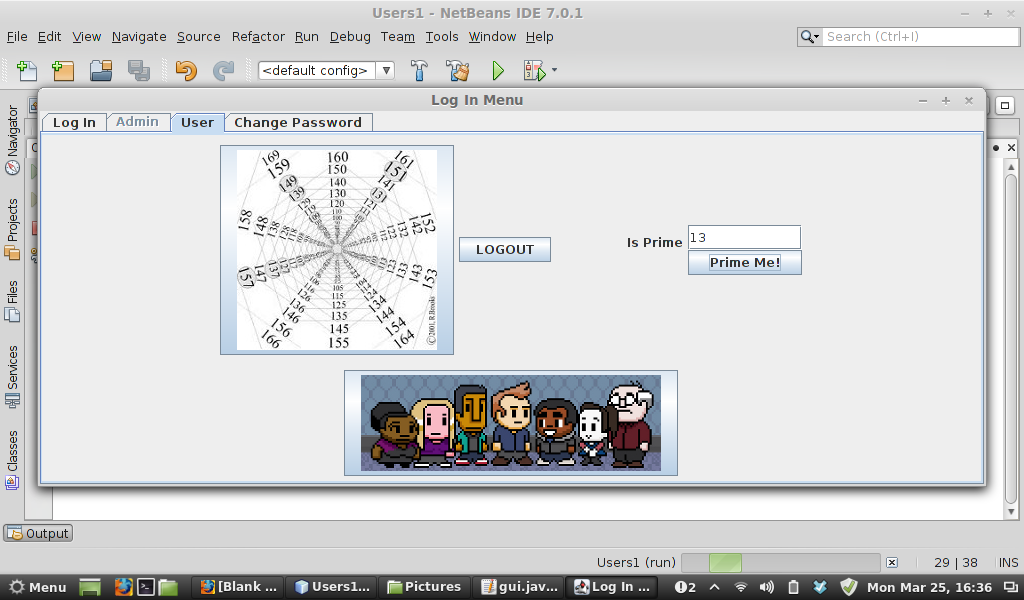 Users1 - NetBeans IDE 7.0.1
File Edit View Navigate Source Refactor Run Debug Team Tools Window Help
Search (Ctrl+I)
<default config>
Log In Menu
Log In Admin User Change Password
Navigator
Projects
Files
Services
Classes
169 160 161
159 150 151
149 140 141
139 130 131
120
110
158 148 138
142 152
157 147 137
133 143 153
105
115
125
136 135 134
146 145 144
156 155 154
166 164
©2001, R.Brooks
LOGOUT
Is Prime 13
Prime Me!
Output
Users1 (run)
29 | 38 INS
Menu
[Blank ...
Users1...
Pictures
gui.jav...
Log In ...
2
Mon Mar 25, 16:36